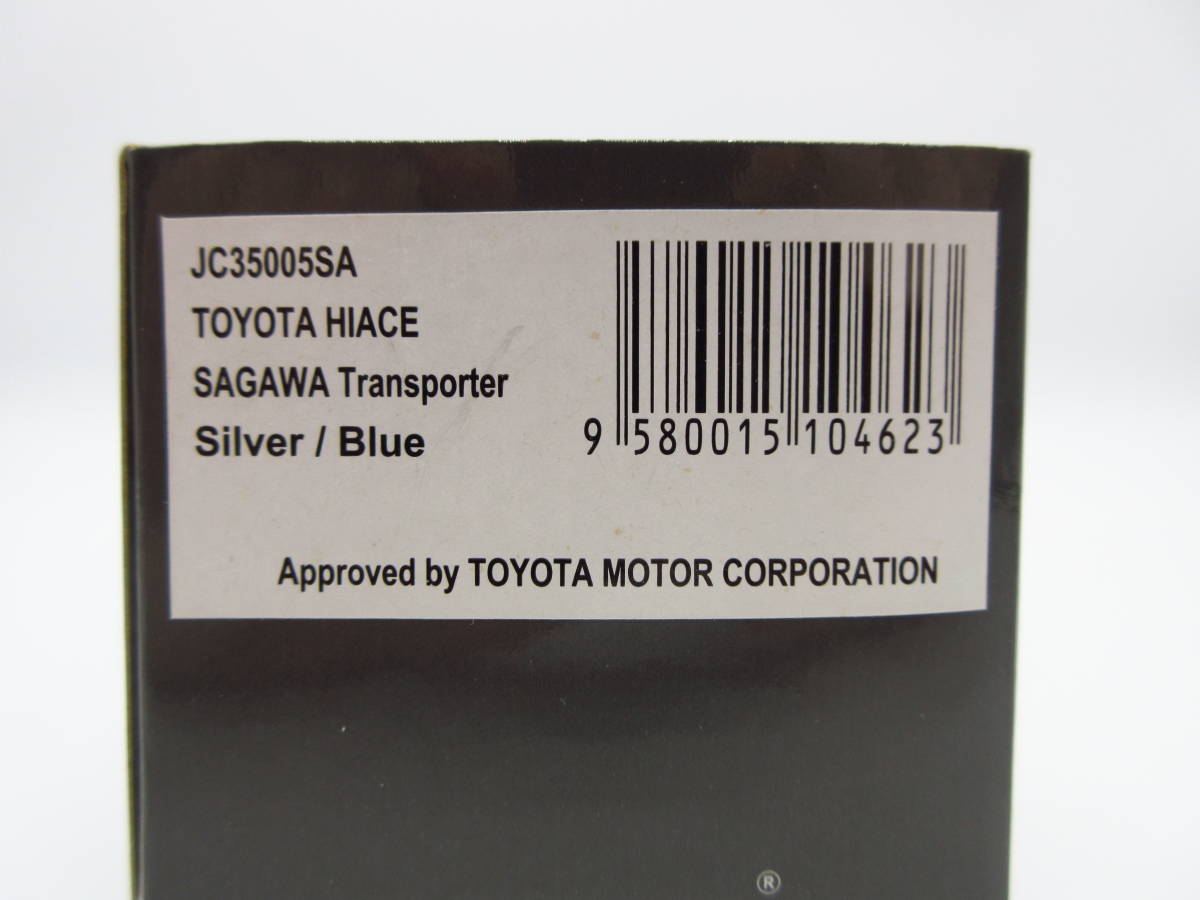 JC35005SA
TOYOTA HIACE
SAGAWA Transporter
Silver / Blue
9 580015 104623
Approved by TOYOTA MOTOR CORPORATION
®